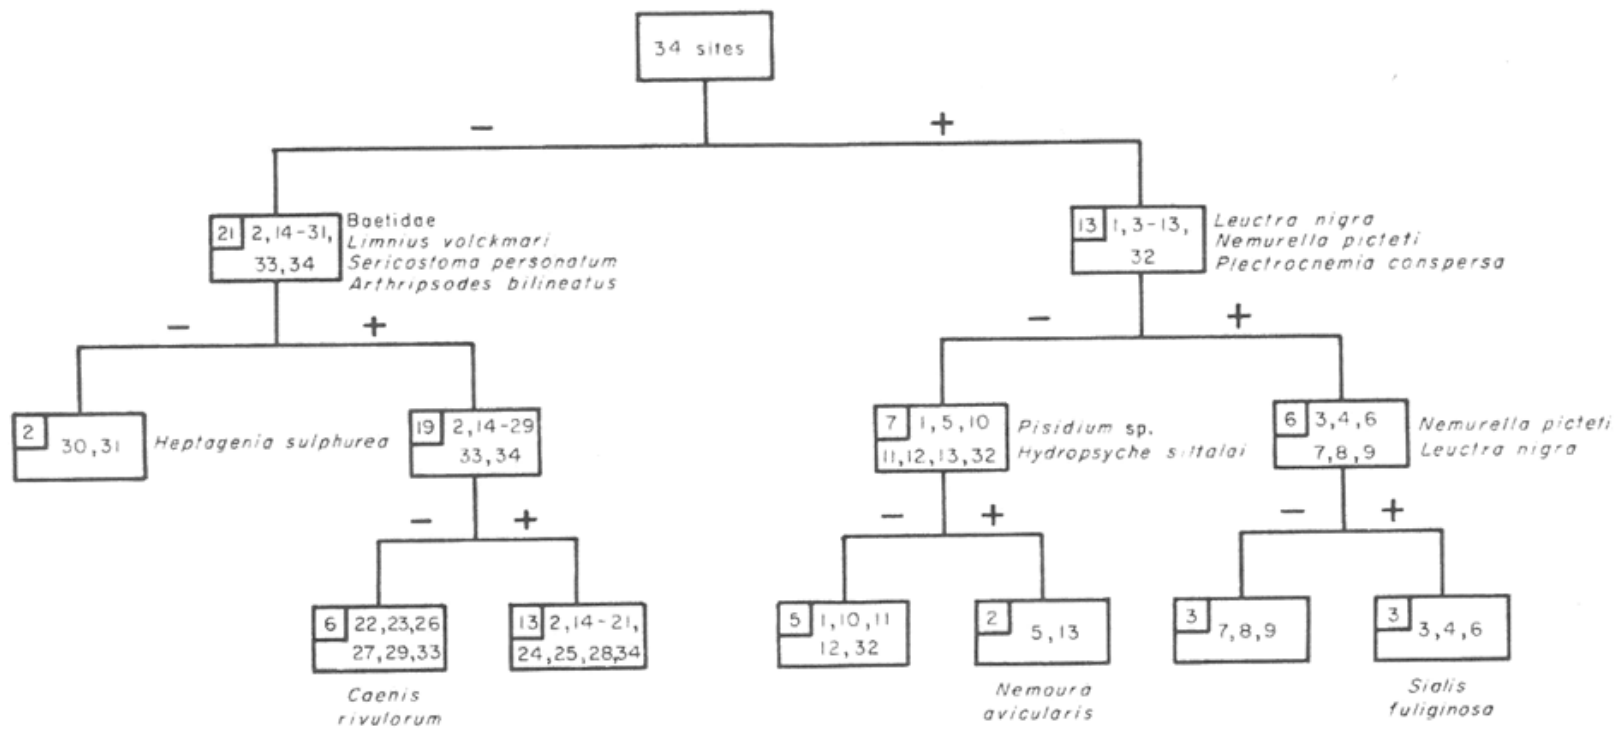 34 sites
−
+
21 2,14-31,
33,34
Baetidae
Limnius volckmari
Sericostoma personatum
Arthripsodes bilineatus
13 1,3-13,
32
Leuctra nigra
Nemurella picteti
Plectrocnemia conspersa
−
+
−
+
2 30,31
Heptagenia sulphurea
19 2,14-29
33,34
7 1,5,10
11,12,13,32
Pisidium sp.
Hydropsyche siltalai
6 3,4,6
7,8,9
Nemurella picteti
Leuctra nigra
−
+
−
+
−
+
6 22,23,26
27,29,33
Caenis
rivulorum
13 2,14-21,
24,25,28,34
5 1,10,11
12,32
2 5,13
Nemoura
avicularis
3 7,8,9
3 3,4,6
Sialis
fuliginosa